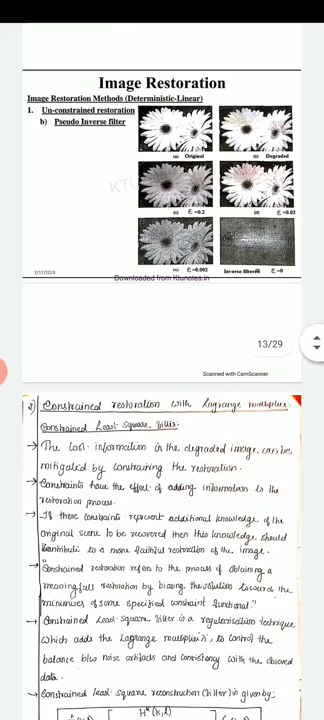 Image Restoration
Image Restoration Methods (Deterministic-Linear)
1. Un-constrained restoration
b) Pseudo Inverse filter
(a) Original
(b) Degraded
(c) ε=0.2
(d) ε=0.02
(e) ε=0.002
Inverse filtered ε=0
2/17/2018
Downloaded from Ktunotes.in
13/29
Scanned with CamScanner
2) Constrained restoration with Lagrange multiplier.
Constrained Least-Square Filter:
→ The lost information in the degraded image can be
mitigated by constraining the restoration.
→ Constraints have the effect of adding information to the
restoration process.
→ If these constraints represent additional knowledge of the
original scene to be recovered then this knowledge should
contribute to a more faithful restoration of the image.
→ "Constrained restoration refers to the process of obtaining a
meaningfull restoration by biasing the solution towards the
minimiser of some specified constraint functional."
→ Constrained Least-Square filter is a regularisation technique
which adds the Lagrange multiplier, to control the
balance b/w noise artifacts and consistency with the observed
data.
→ Constrained Least-Square reconstruction (filter) is given by:
H*(k,l)